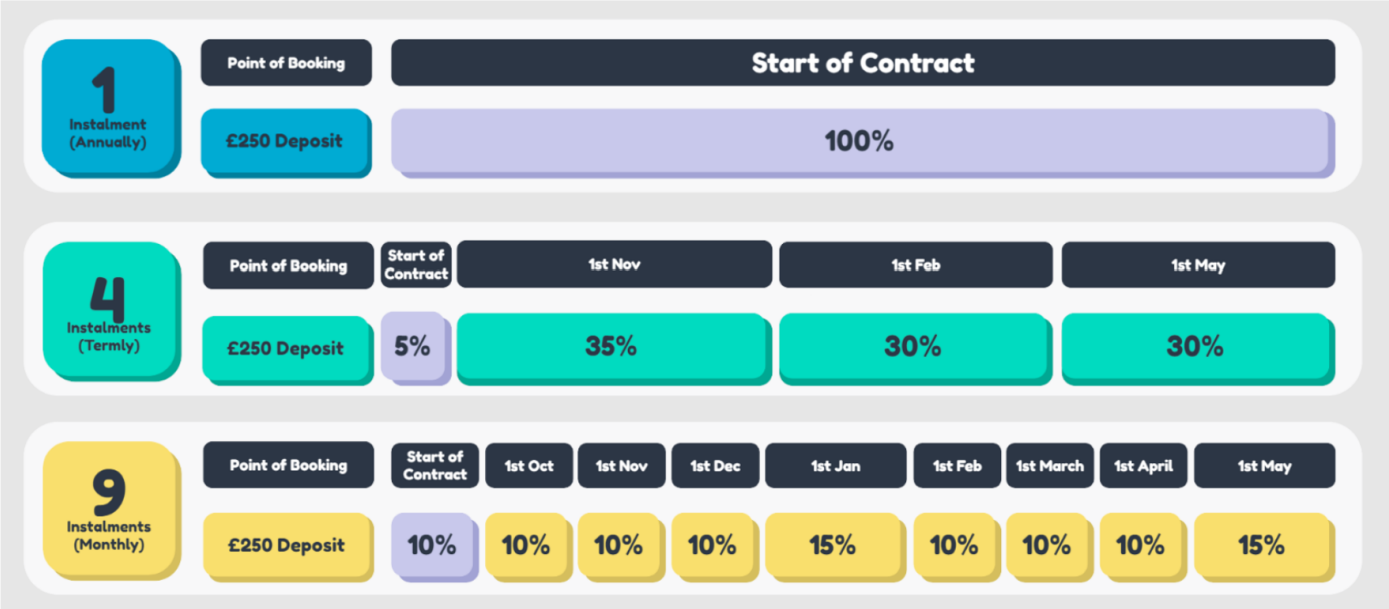 1
Instalment
(Annually)
Point of Booking
Start of Contract
£250 Deposit
100%
4
Instalments
(Termly)
Point of Booking
Start of
Contract
1st Nov
1st Feb
1st May
£250 Deposit
5%
35%
30%
30%
9
Instalments
(Monthly)
Point of Booking
Start of
Contract
1st Oct
1st Nov
1st Dec
1st Jan
1st Feb
1st March
1st April
1st May
£250 Deposit
10%
10%
10%
10%
15%
10%
10%
10%
15%